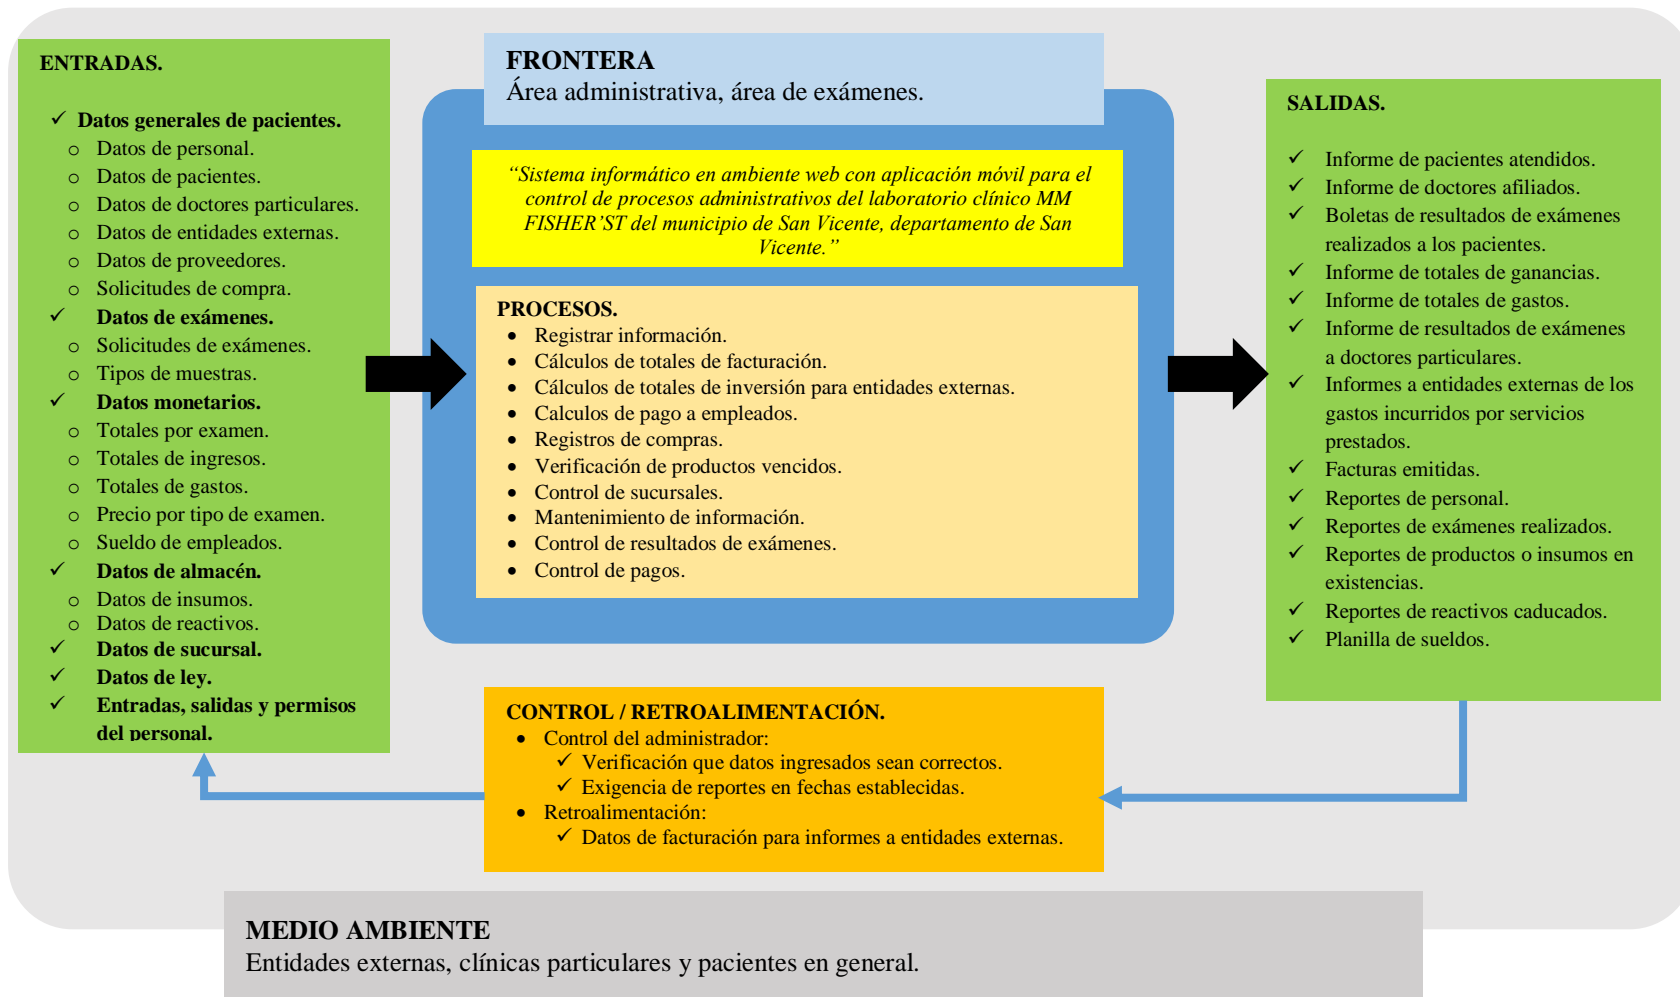 ENTRADAS.
✓ Datos generales de pacientes.
o Datos de personal.
o Datos de pacientes.
o Datos de doctores particulares.
o Datos de entidades externas.
o Datos de proveedores.
o Solicitudes de compra.
✓ Datos de exámenes.
o Solicitudes de exámenes.
o Tipos de muestras.
✓ Datos monetarios.
o Totales por examen.
o Totales de ingresos.
o Totales de gastos.
o Precio por tipo de examen.
o Sueldo de empleados.
✓ Datos de almacén.
o Datos de insumos.
o Datos de reactivos.
✓ Datos de sucursal.
✓ Datos de ley.
✓ Entradas, salidas y permisos
del personal.
FRONTERA
Área administrativa, área de exámenes.
“Sistema informático en ambiente web con aplicación móvil para el
control de procesos administrativos del laboratorio clínico MM
FISHER’ST del municipio de San Vicente, departamento de San
Vicente.”
PROCESOS.
• Registrar información.
• Cálculos de totales de facturación.
• Cálculos de totales de inversión para entidades externas.
• Calculos de pago a empleados.
• Registros de compras.
• Verificación de productos vencidos.
• Control de sucursales.
• Mantenimiento de información.
• Control de resultados de exámenes.
• Control de pagos.
SALIDAS.
✓ Informe de pacientes atendidos.
✓ Informe de doctores afiliados.
✓ Boletas de resultados de exámenes
realizados a los pacientes.
✓ Informe de totales de ganancias.
✓ Informe de totales de gastos.
✓ Informe de resultados de exámenes
a doctores particulares.
✓ Informes a entidades externas de los
gastos incurridos por servicios
prestados.
✓ Facturas emitidas.
✓ Reportes de personal.
✓ Reportes de exámenes realizados.
✓ Reportes de productos o insumos en
existencias.
✓ Reportes de reactivos caducados.
✓ Planilla de sueldos.
CONTROL / RETROALIMENTACIÓN.
• Control del administrador:
✓ Verificación que datos ingresados sean correctos.
✓ Exigencia de reportes en fechas establecidas.
• Retroalimentación:
✓ Datos de facturación para informes a entidades externas.
MEDIO AMBIENTE
Entidades externas, clínicas particulares y pacientes en general.